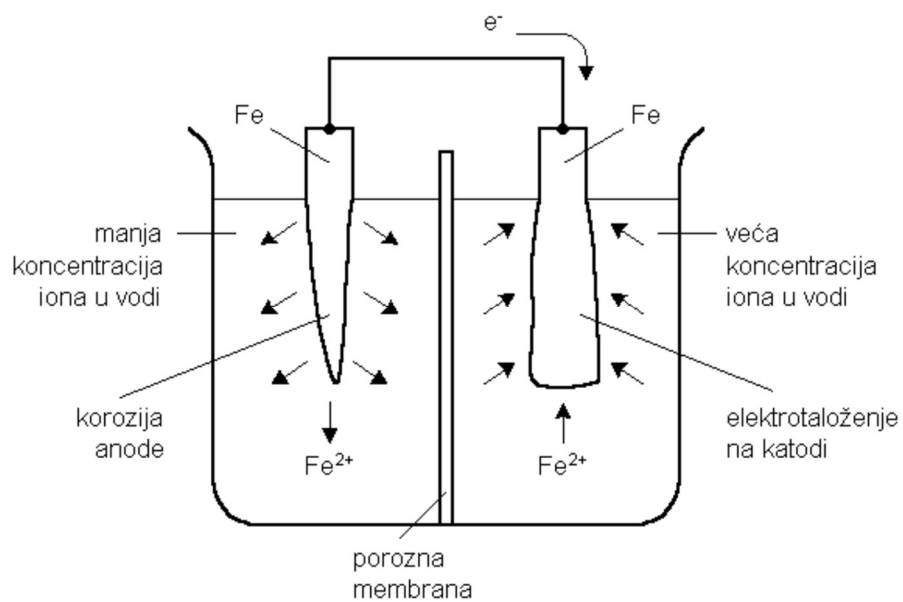 e-
Fe
Fe
manja
koncentracija
iona u vodi
veća
koncentracija
iona u vodi
korozija
anode
elektrotaloženje
na katodi
Fe2+
Fe2+
porozna
membrana